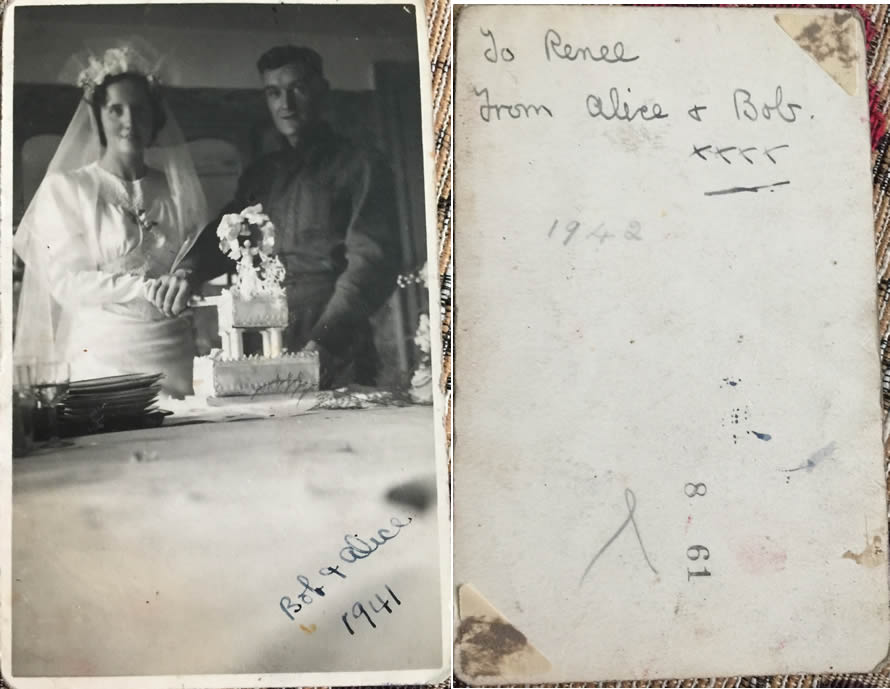 Bob & Alice
1941
To Renee
From Alice & Bob.
xxxx
1942
8 61